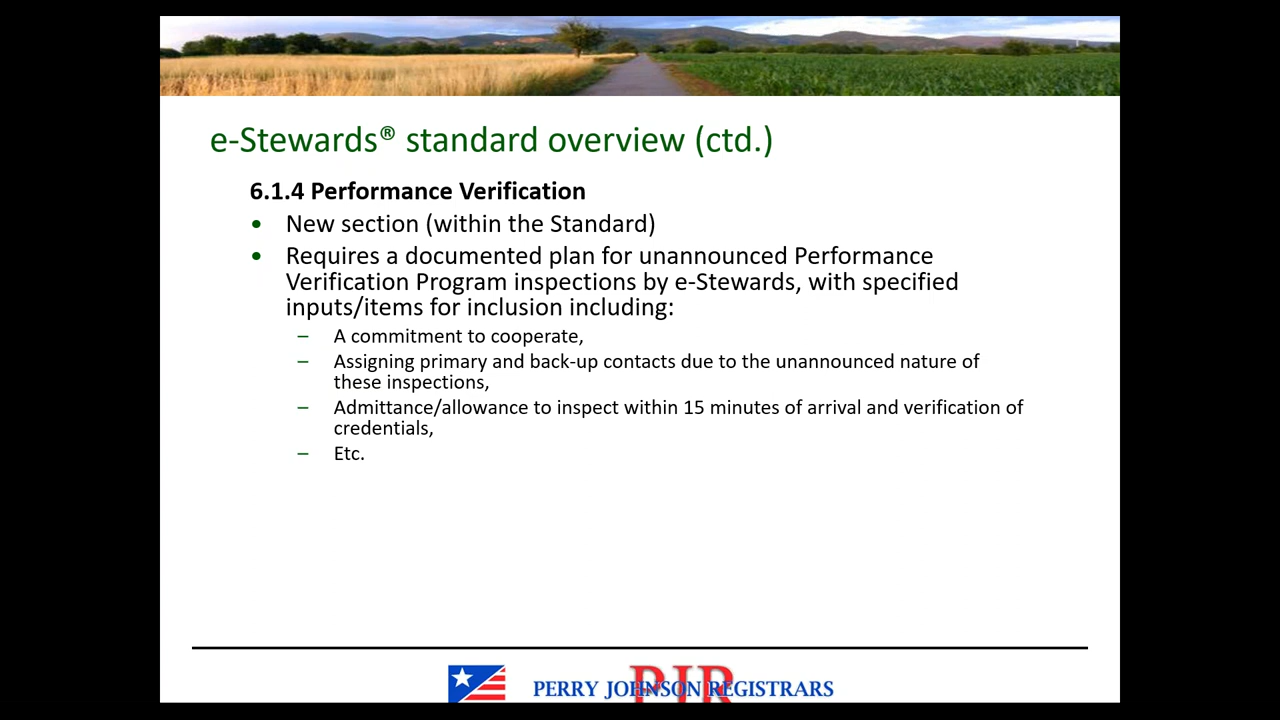 e-Stewards® standard overview (ctd.)
6.1.4 Performance Verification
• New section (within the Standard)
• Requires a documented plan for unannounced Performance
Verification Program inspections by e-Stewards, with specified
inputs/items for inclusion including:
– A commitment to cooperate,
– Assigning primary and back-up contacts due to the unannounced nature of
these inspections,
– Admittance/allowance to inspect within 15 minutes of arrival and verification of
credentials,
– Etc.
PJR
PERRY JOHNSON REGISTRARS